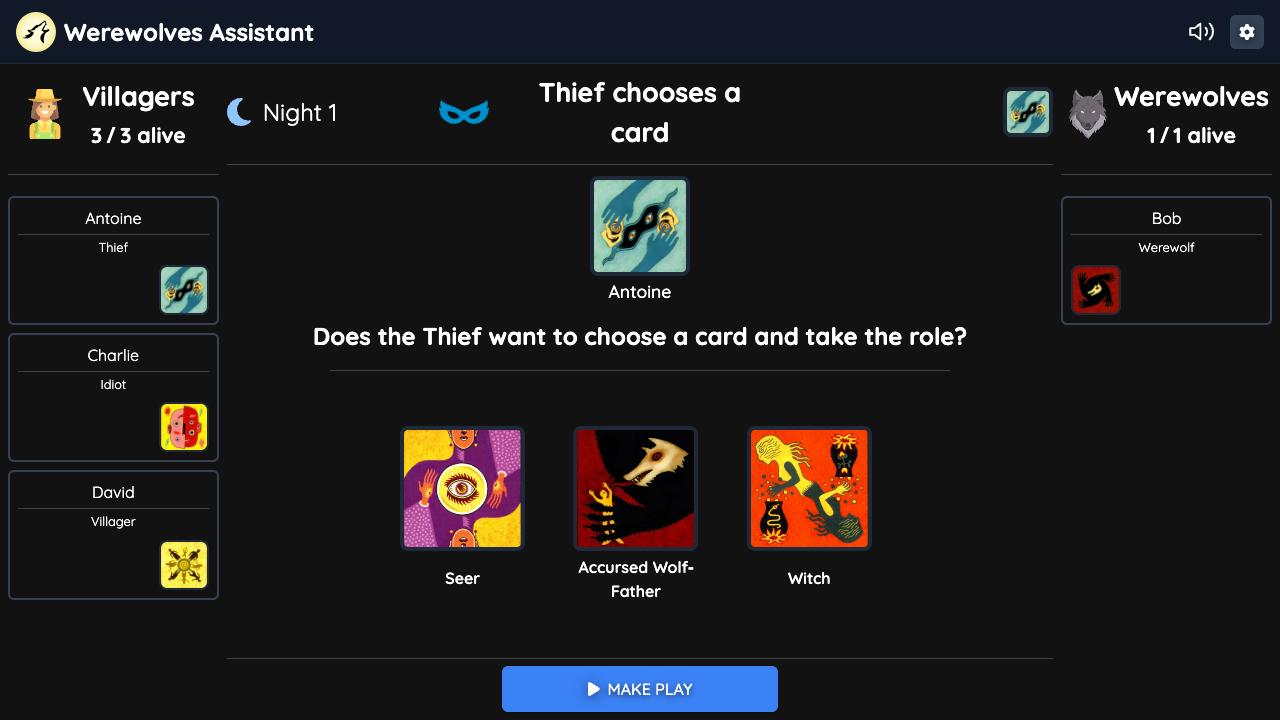 Werewolves Assistant
Villagers
3 / 3 alive
Night 1
Thief chooses a
card
Werewolves
1 / 1 alive
Antoine
Thief
Charlie
Idiot
David
Villager
Antoine
Does the Thief want to choose a card and take the role?
Seer
Accursed Wolf-
Father
Witch
MAKE PLAY
Bob
Werewolf